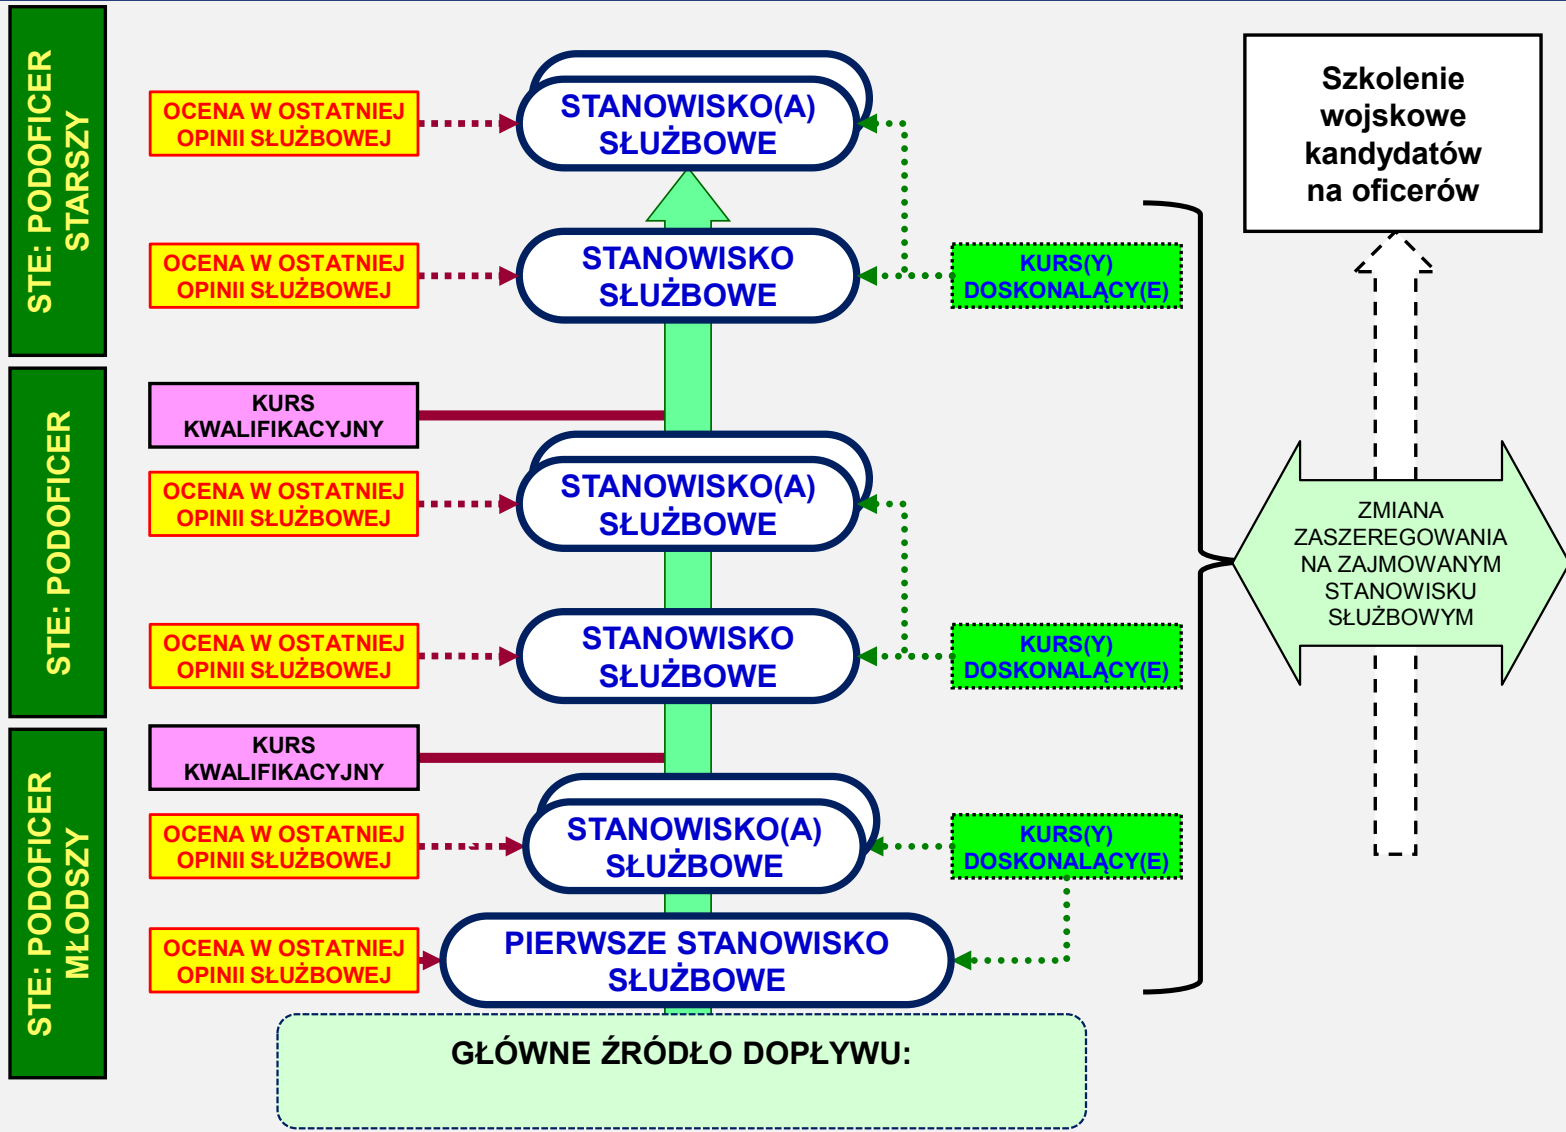 STE: PODOFICER
STARSZY
OCENA W OSTATNIEJ
OPINII SŁUŻBOWEJ
STANOWISKO(A)
SŁUŻBOWE
Szkolenie
wojskowe
kandydatów
na oficerów
OCENA W OSTATNIEJ
OPINII SŁUŻBOWEJ
STANOWISKO
SŁUŻBOWE
KURS(Y)
DOSKONALĄCY(E)
STE: PODOFICER
KURS
KWALIFIKACYJNY
OCENA W OSTATNIEJ
OPINII SŁUŻBOWEJ
STANOWISKO(A)
SŁUŻBOWE
ZMIANA
ZASZEREGOWANIA
NA ZAJMOWANYM
STANOWISKU
SŁUŻBOWYM
OCENA W OSTATNIEJ
OPINII SŁUŻBOWEJ
STANOWISKO
SŁUŻBOWE
KURS(Y)
DOSKONALĄCY(E)
STE: PODOFICER
MŁODSZY
KURS
KWALIFIKACYJNY
OCENA W OSTATNIEJ
OPINII SŁUŻBOWEJ
STANOWISKO(A)
SŁUŻBOWE
KURS(Y)
DOSKONALĄCY(E)
OCENA W OSTATNIEJ
OPINII SŁUŻBOWEJ
PIERWSZE STANOWISKO
SŁUŻBOWE
GŁÓWNE ŹRÓDŁO DOPŁYWU: